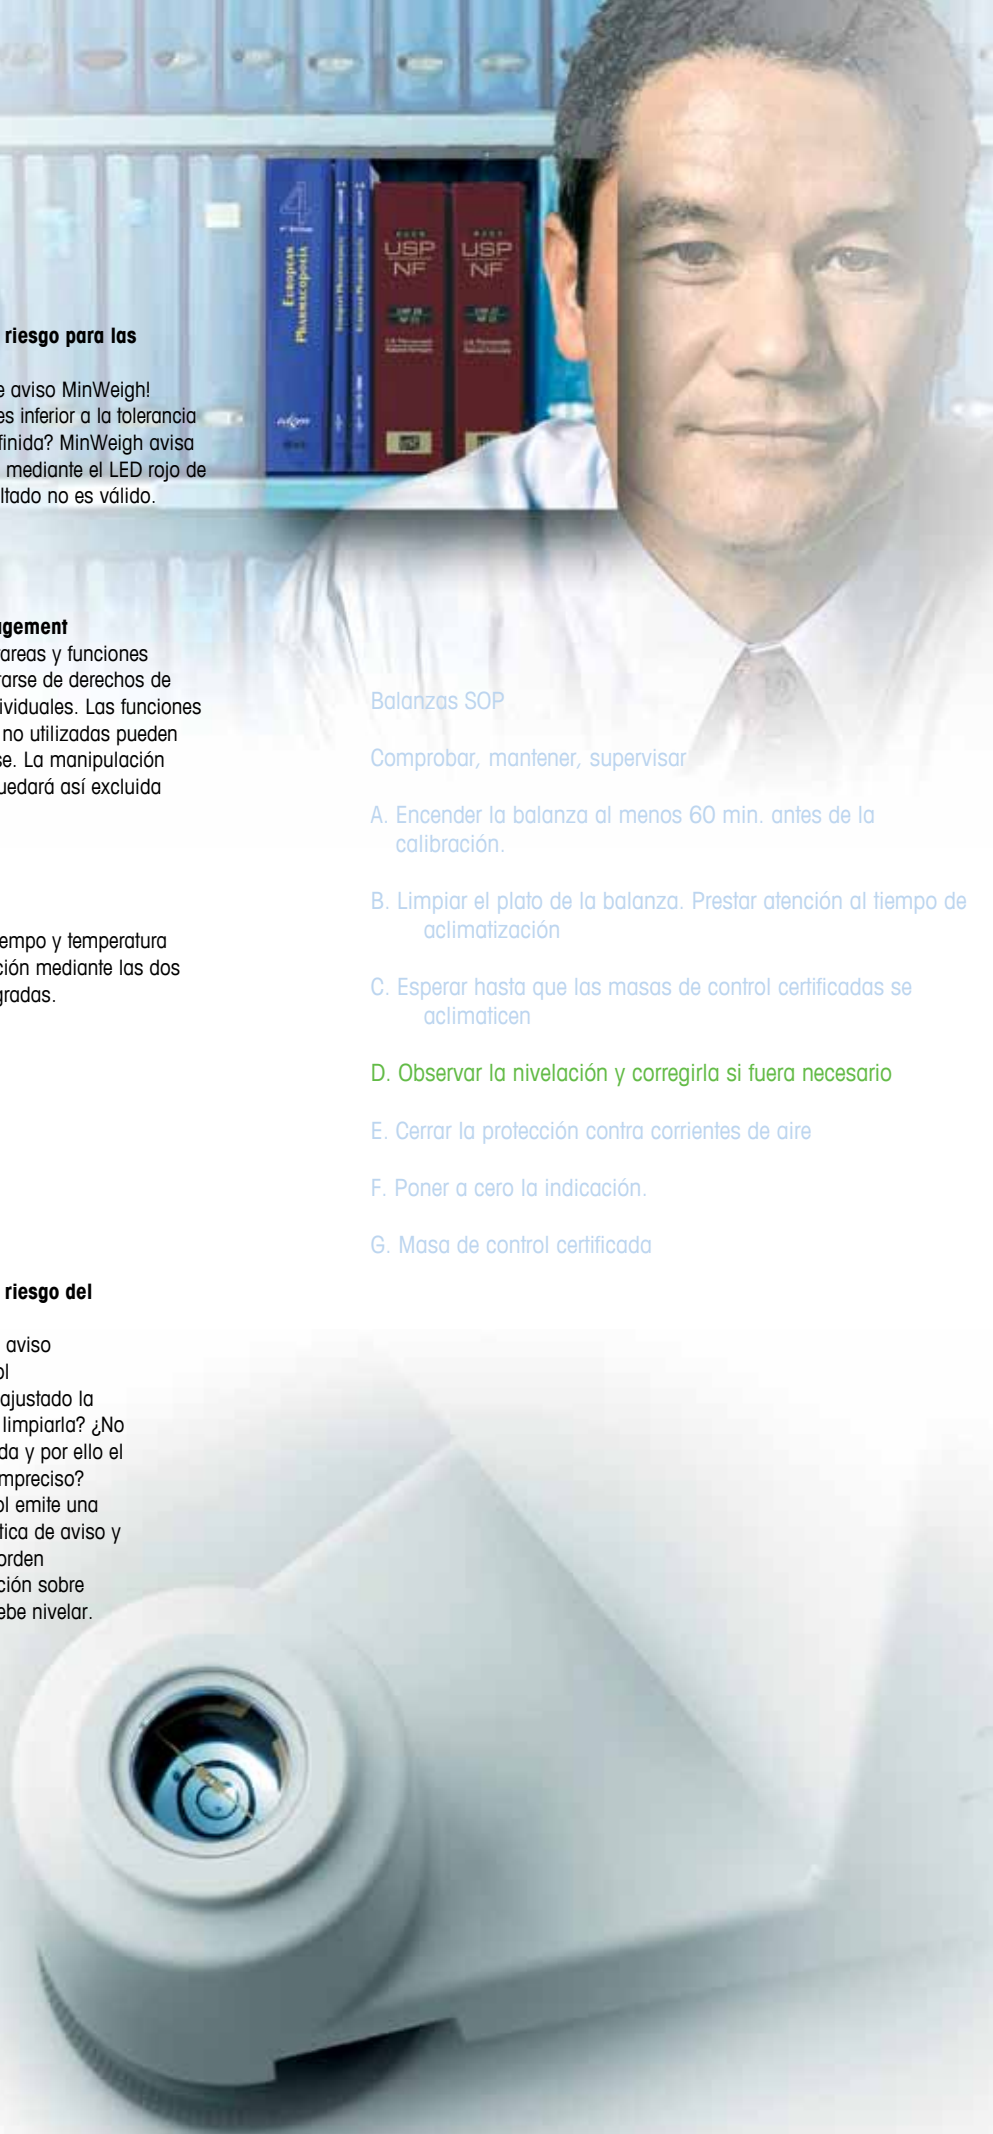 4
European
Pharmacopoeia
USP
NF
USP
NF
edqm
riesgo para las
e aviso MinWeigh!
es inferior a la tolerancia
finida? MinWeigh avisa
mediante el LED rojo de
ltado no es válido.
agement
areas y funciones
rarse de derechos de
ividuales. Las funciones
no utilizadas pueden
se. La manipulación
uedará así excluida
empo y temperatura
ción mediante las dos
gradas.
riesgo del
aviso
ol
ajustado la
limpiarla? ¿No
da y por ello el
mpreciso?
ol emite una
tica de aviso y
orden
ción sobre
ebe nivelar.
Balanzas SOP
Comprobar, mantener, supervisar
A. Encender la balanza al menos 60 min. antes de la
calibración.
B. Limpiar el plato de la balanza. Prestar atención al tiempo de
aclimatización
C. Esperar hasta que las masas de control certificadas se
aclimaticen
D. Observar la nivelación y corregirla si fuera necesario
E. Cerrar la protección contra corrientes de aire
F. Poner a cero la indicación.
G. Masa de control certificada